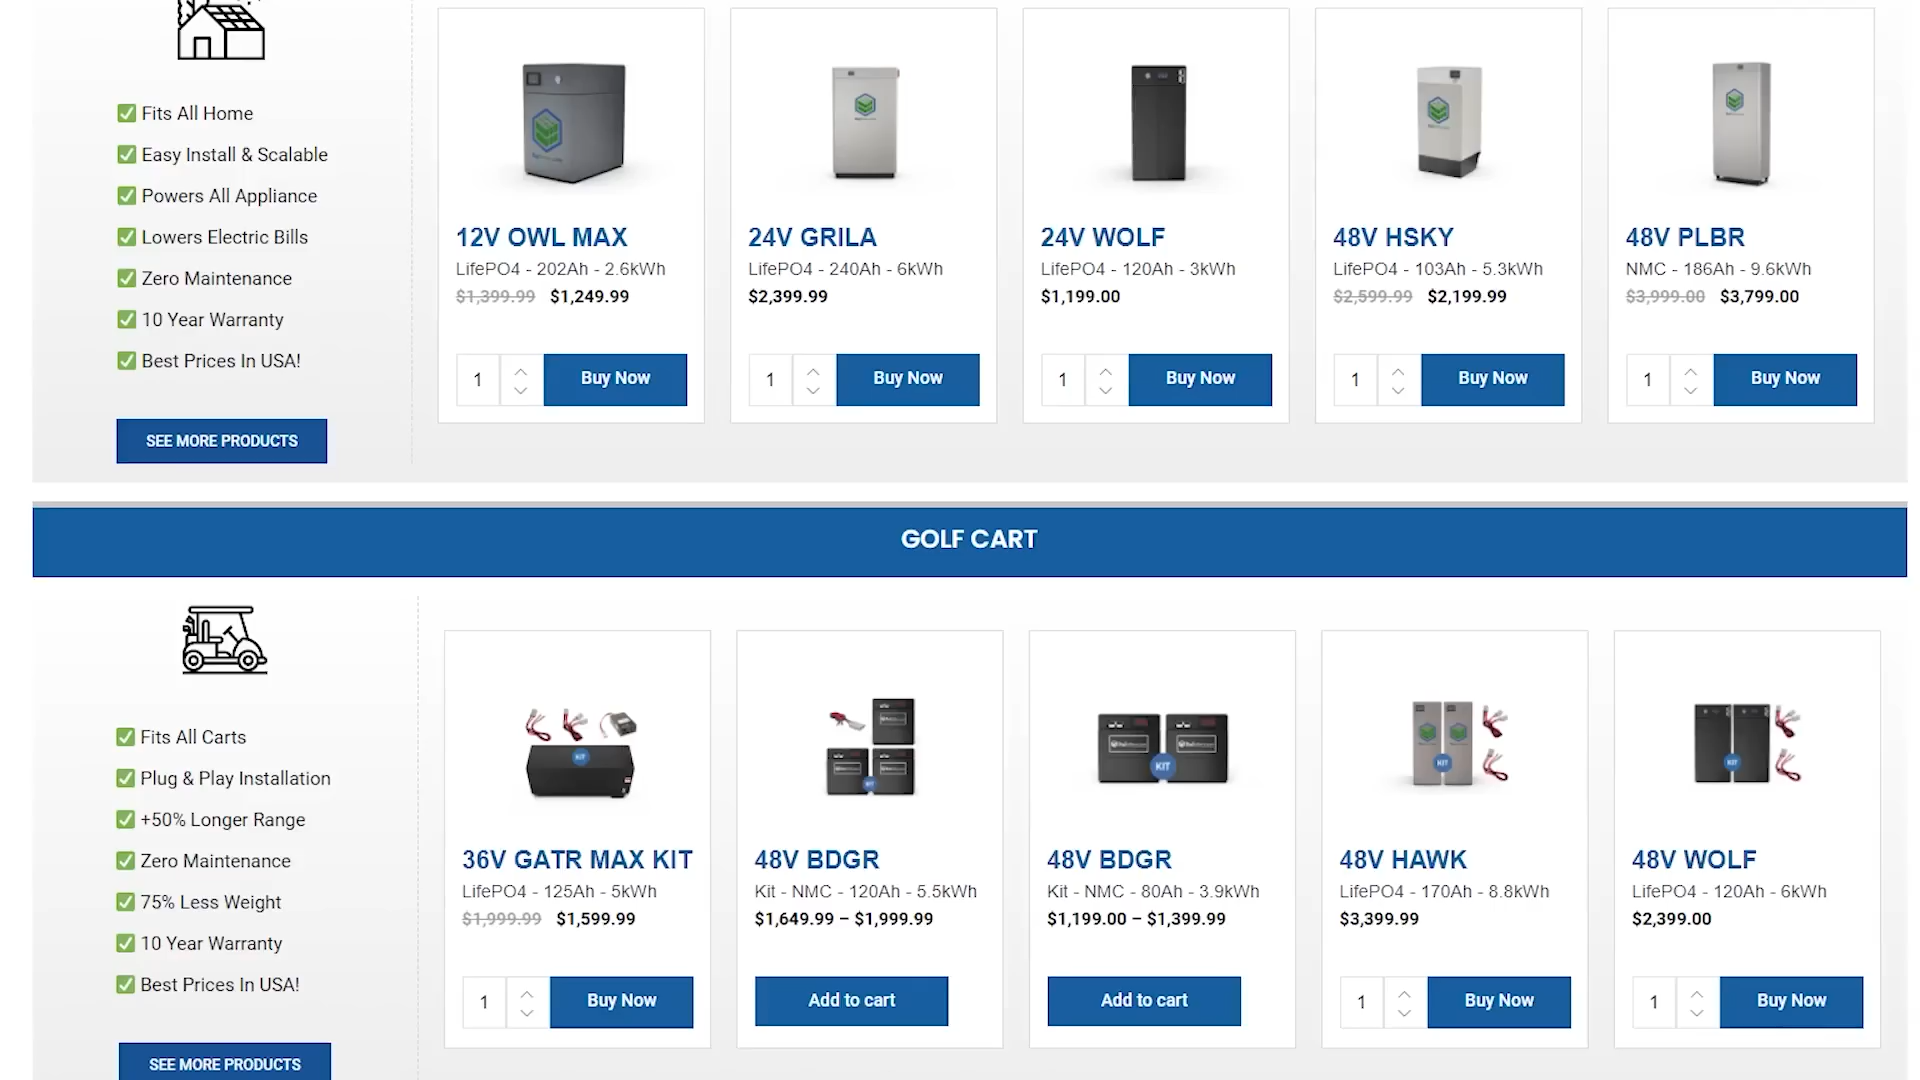 Fits All Home
Easy Install & Scalable
Powers All Appliance
Lowers Electric Bills
Zero Maintenance
10 Year Warranty
Best Prices In USA!
SEE MORE PRODUCTS
12V OWL MAX
LifePO4 - 202Ah - 2.6kWh
$1,399.99 $1,249.99
1 Buy Now
24V GRILA
LifePO4 - 240Ah - 6kWh
$2,399.99
1 Buy Now
24V WOLF
LifePO4 - 120Ah - 3kWh
$1,199.00
1 Buy Now
48V HSKY
LifePO4 - 103Ah - 5.3kWh
$2,599.99 $2,199.99
1 Buy Now
48V PLBR
NMC - 186Ah - 9.6kWh
$3,999.00 $3,799.00
1 Buy Now
GOLF CART
Fits All Carts
Plug & Play Installation
+50% Longer Range
Zero Maintenance
75% Less Weight
10 Year Warranty
Best Prices In USA!
SEE MORE PRODUCTS
KIT
36V GATR MAX KIT
LifePO4 - 125Ah - 5kWh
$1,999.99 $1,599.99
1 Buy Now
KIT
48V BDGR
Kit - NMC - 120Ah - 5.5kWh
$1,649.99 – $1,999.99
Add to cart
KIT
48V BDGR
Kit - NMC - 80Ah - 3.9kWh
$1,199.00 – $1,399.99
Add to cart
KIT
48V HAWK
LifePO4 - 170Ah - 8.8kWh
$3,399.99
1 Buy Now
KIT
48V WOLF
LifePO4 - 120Ah - 6kWh
$2,399.00
1 Buy Now